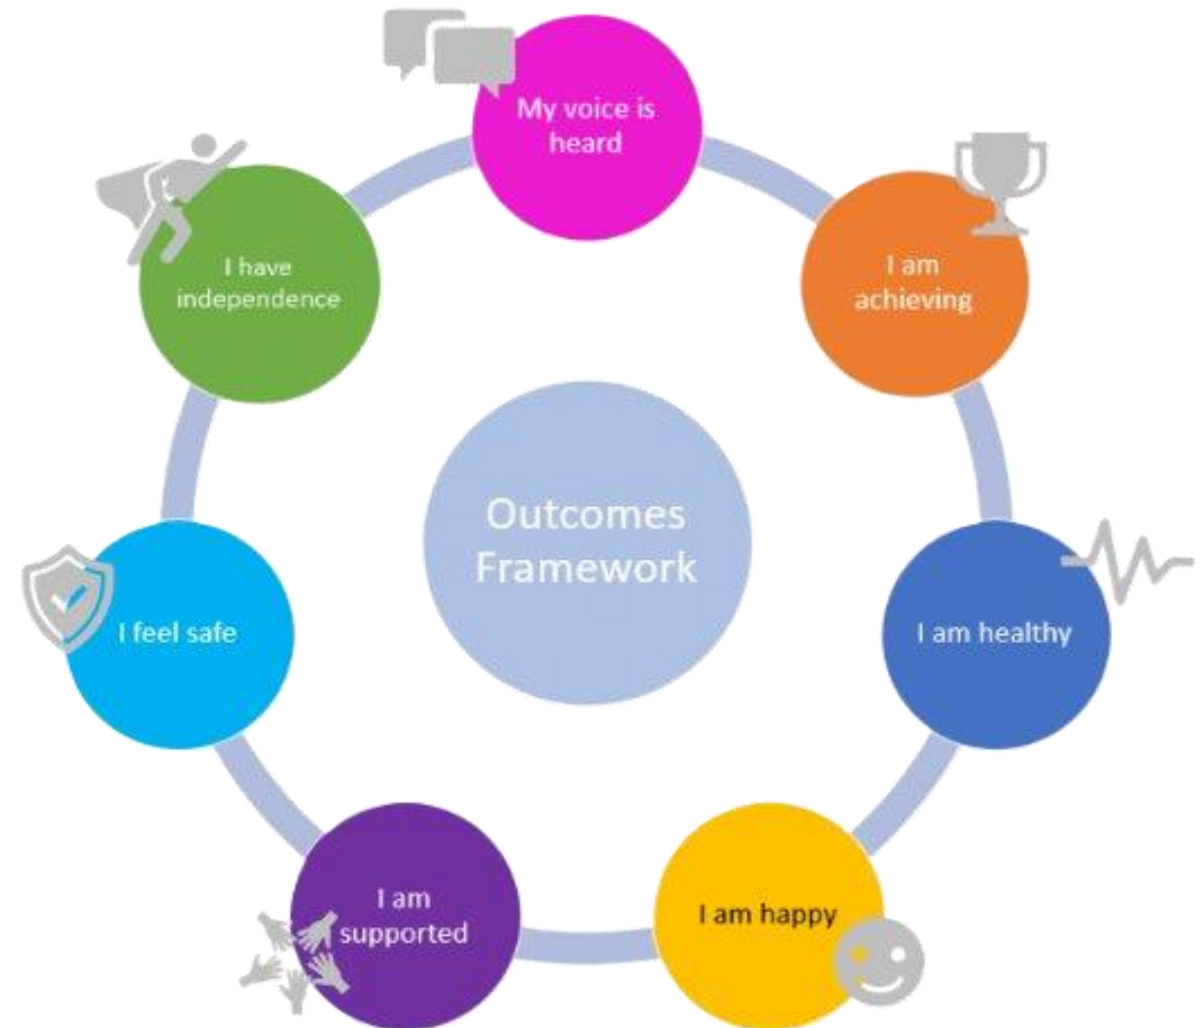 My voice is
heard
I am
achieving
I am healthy
I am happy
I am
supported
I feel safe
I have
independence
Outcomes
Framework